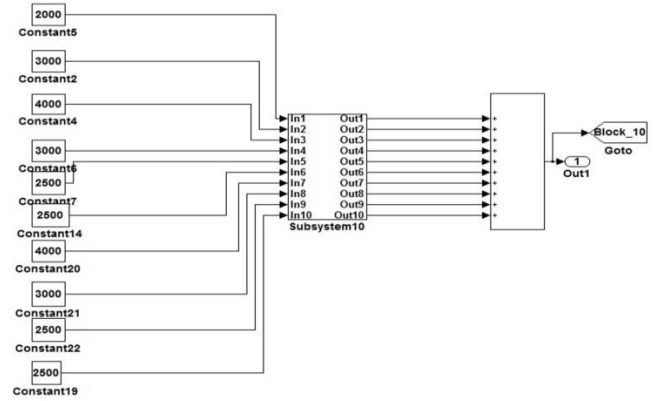 2000
Constant5
3000
Constant2
4000
Constant4
3000
Constant6
2500
Constant7
2500
Constant14
4000
Constant20
3000
Constant21
2500
Constant22
2500
Constant19
In1 Out1
In2 Out2
In3 Out3
In4 Out4
In5 Out5
In6 Out6
In7 Out7
In8 Out8
In9 Out9
In10 Out10
Subsystem10
+
+
+
+
+
+
+
+
+
+
Block_10
Goto
1
Out1